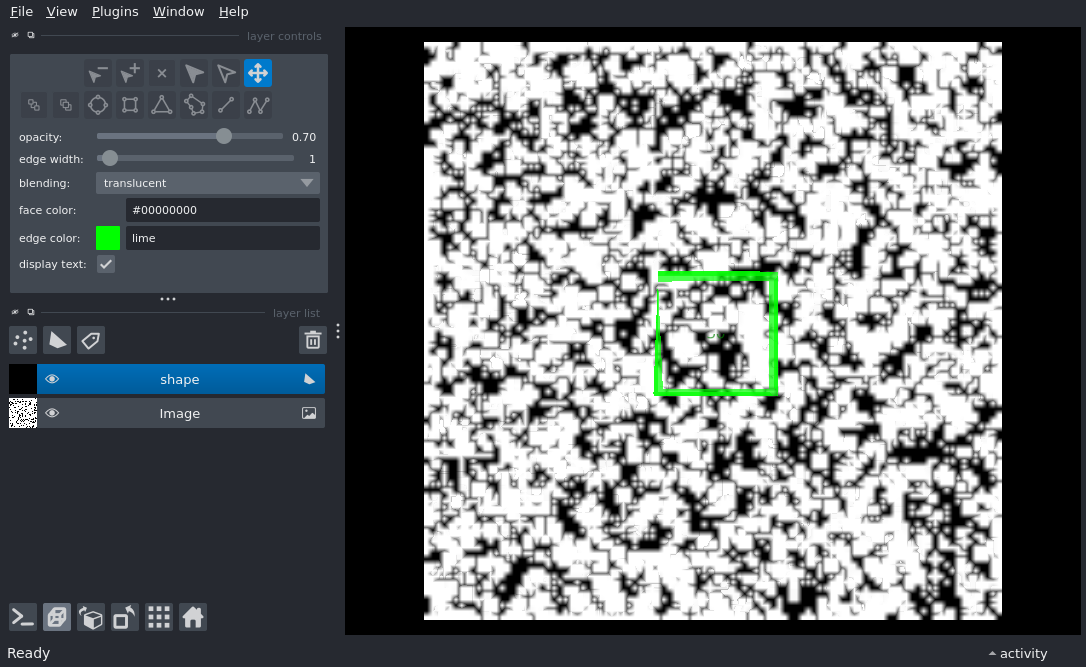 File View Plugins Window Help
layer controls
opacity: 0.70
edge width: 1
blending: translucent
face color: #00000000
edge color: lime
display text:
layer list
shape
Image
Ready
activity